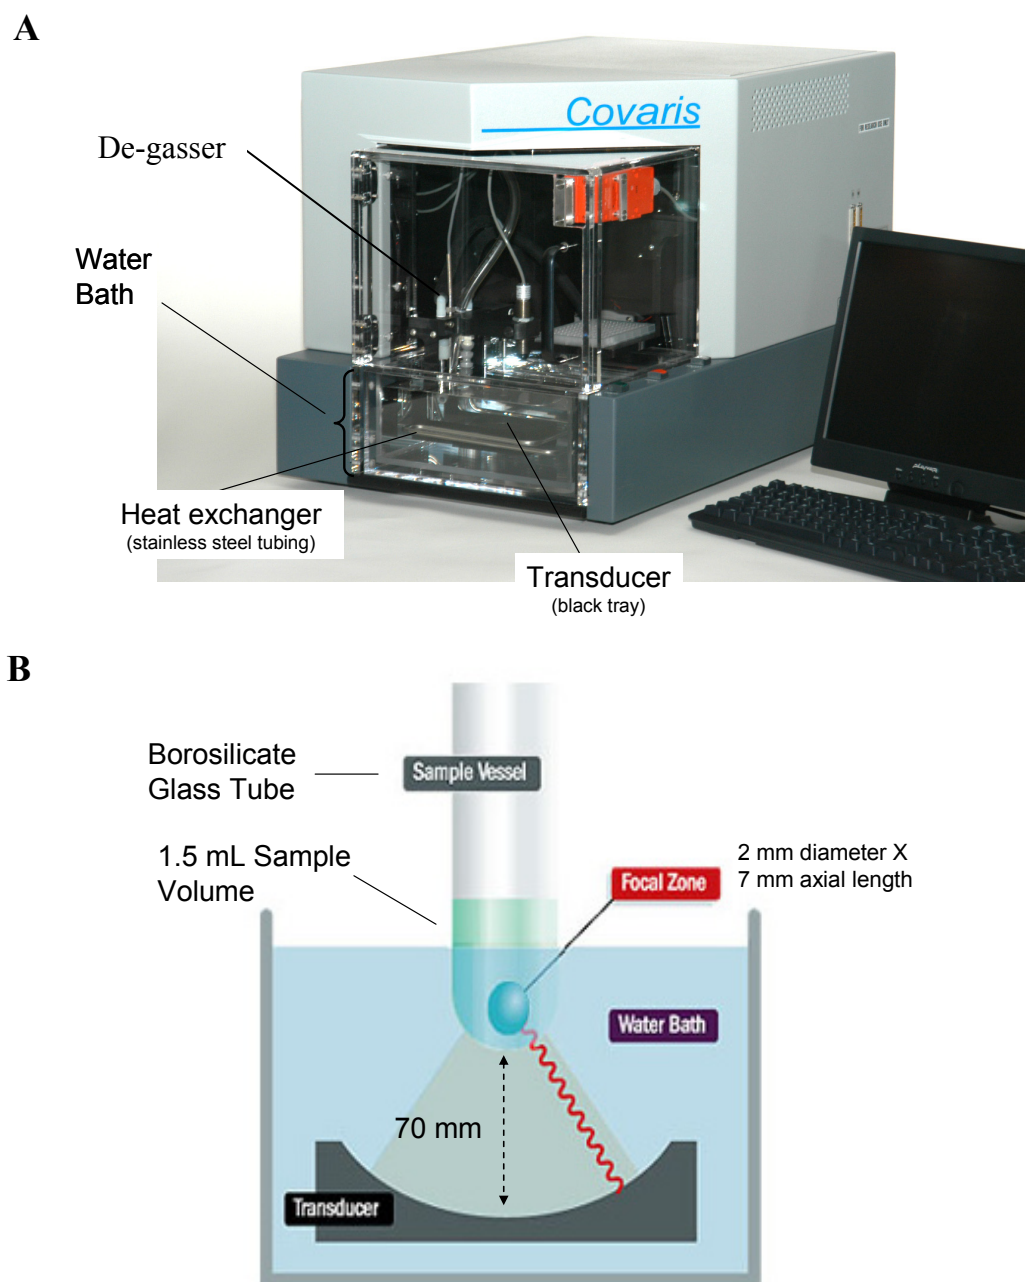 A
Covaris
De-gasser
Water
Bath
Heat exchanger
(stainless steel tubing)
Transducer
(black tray)
B
Borosilicate
Glass Tube
Sample Vessel
1.5 mL Sample
Volume
2 mm diameter X
7 mm axial length
Focal Zone
Water Bath
70 mm
Transducer